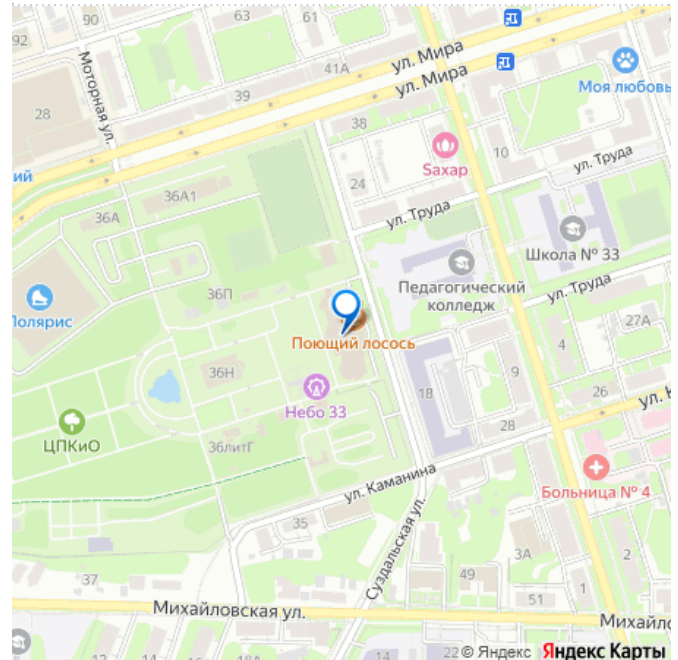 92
63
61
41А
ул. Мира
ул. Мира
Моторная ул.
28
39
38
10
Моя любовь
Saxap
24
ул. Труда
ул. Труда
36А1
36А
Школа № 33
Педагогический
колледж
ул. Труда
36П
Полярис
Поющий лосось
27А
4
36Н
Небо 33
18
9
26
ЦПКиО
28
36литГ
ул. Каманина
Больница № 4
35
Суздальская ул.
3А
2
37
49
51
1
Михайловская ул.
14
22
© Яндекс Яндекс Карты